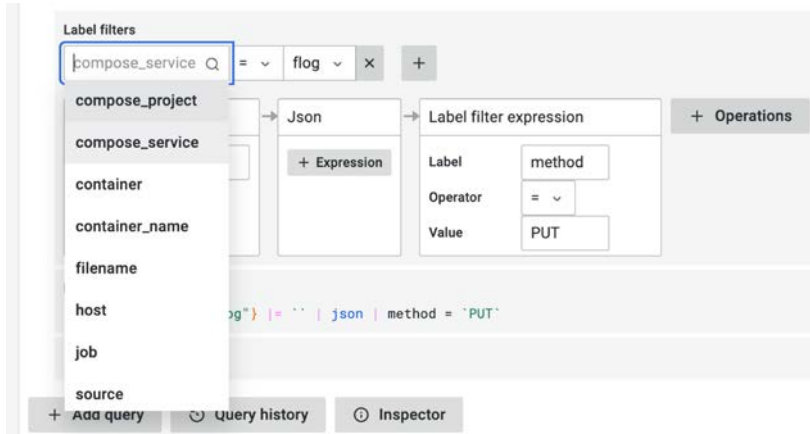 Label filters
compose_service = flog × +
compose_project
compose_service
container
container_name
filename
host
job
source
Json
+ Expression
Label filter expression
Label method
Operator =
Value PUT
+ Operations
og"} |= `` | json | method = `PUT`
+ Add query
Query history
Inspector